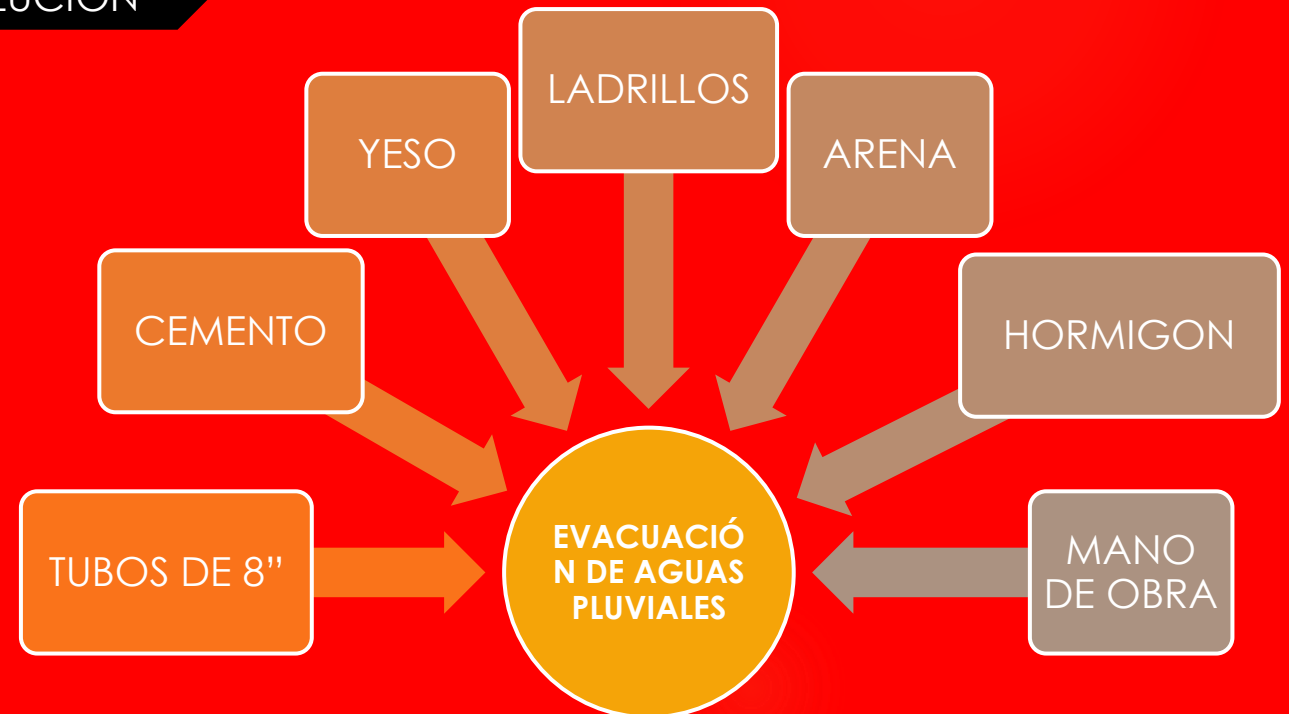 LADRILLOS
YESO
ARENA
CEMENTO
HORMIGON
TUBOS DE 8”
EVACUACIÓ
N DE AGUAS
PLUVIALES
MANO
DE OBRA